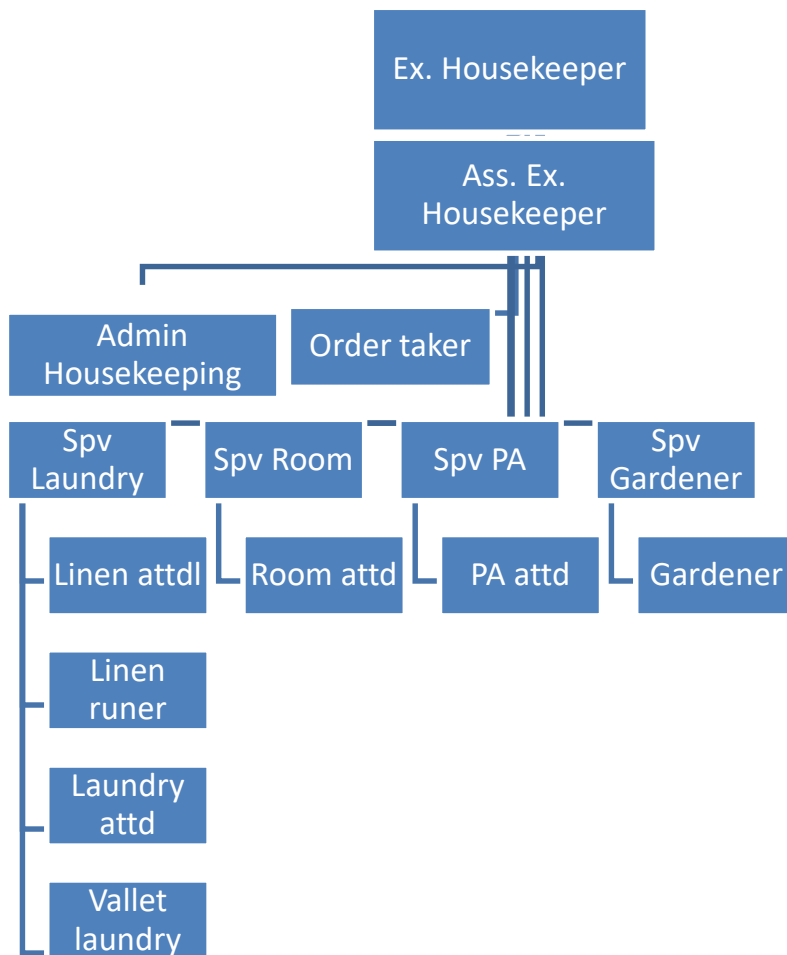 Ex. Housekeeper
Ass. Ex.
Housekeeper
Admin
Housekeeping
Order taker
Spv
Laundry
Spv Room
Spv PA
Spv
Gardener
Linen attdl
Room attd
PA attd
Gardener
Linen
runer
Laundry
attd
Vallet
laundry